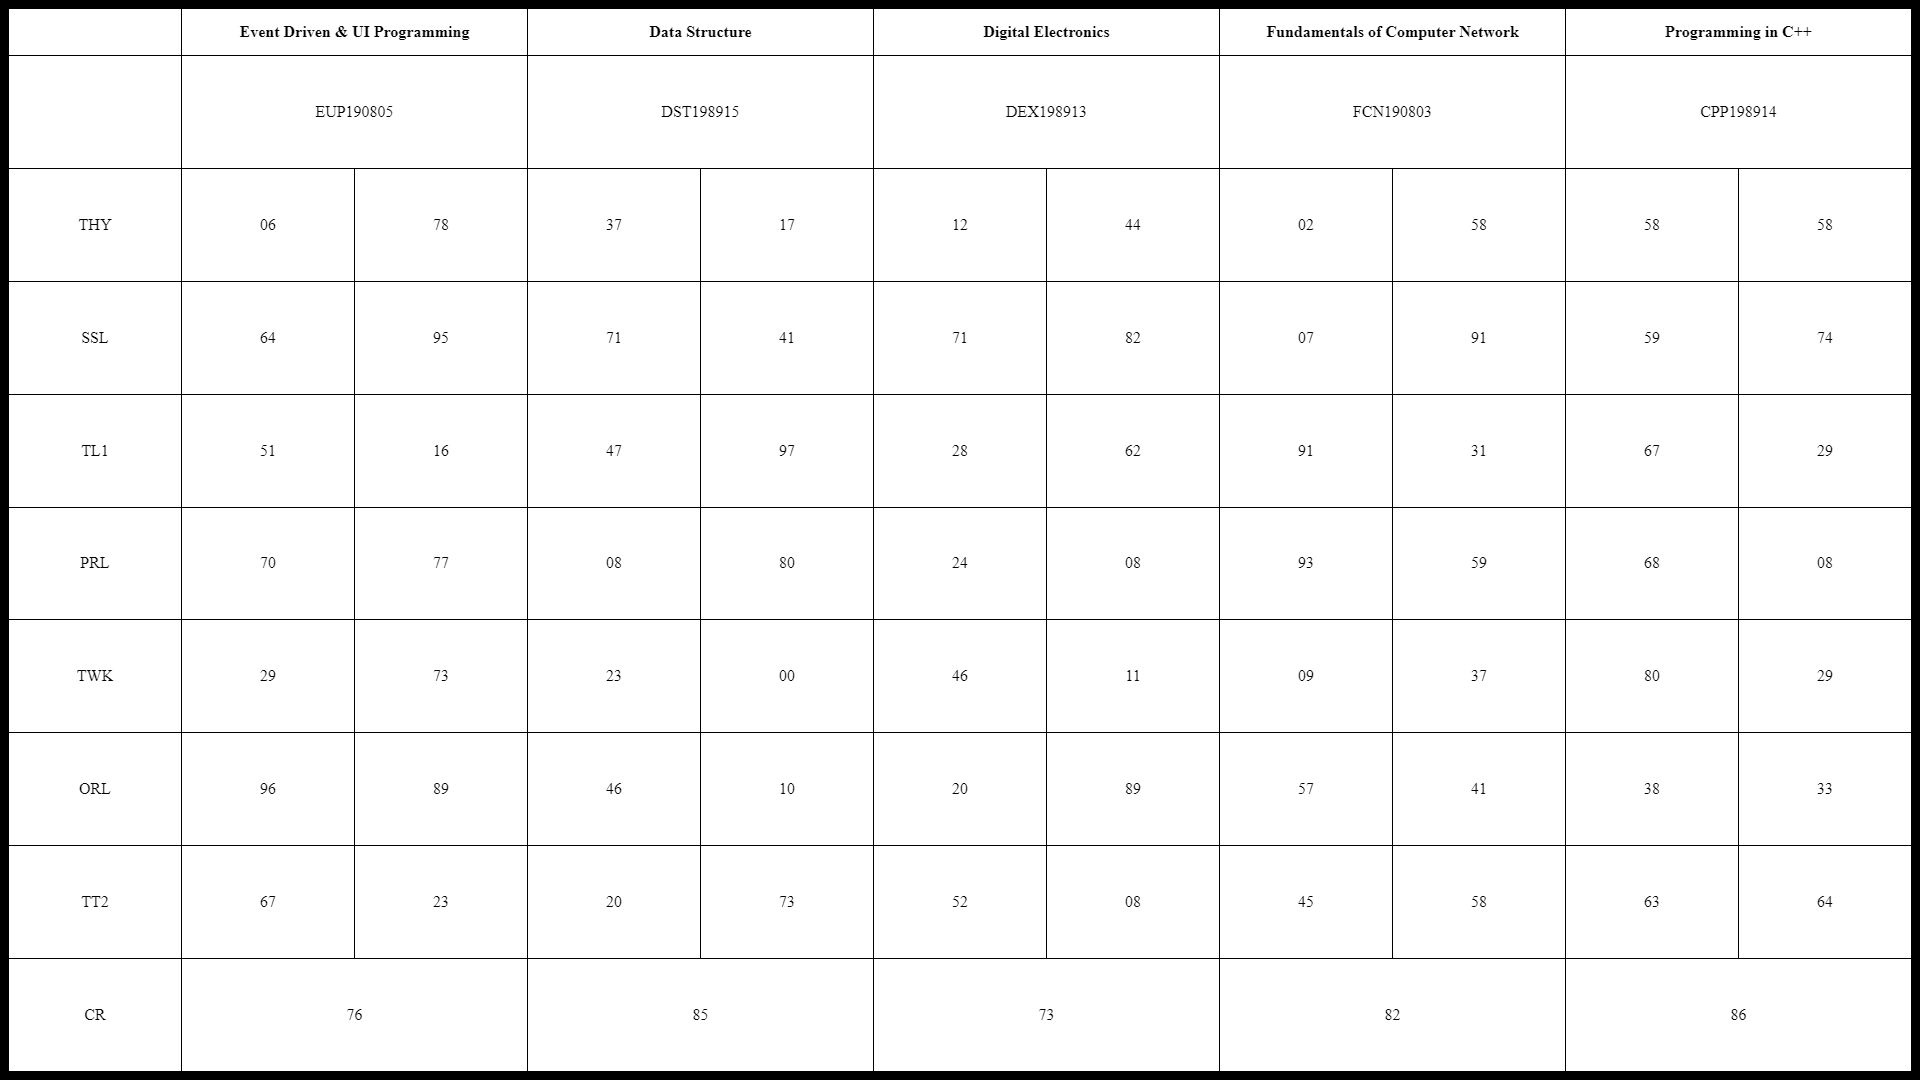 Event Driven & UI Programming Data Structure Digital Electronics Fundamentals of Computer Network Programming in C++
EUP190805 DST198915 DEX198913 FCN190803 CPP198914
THY 06 78 37 17 12 44 02 58 58 58
SSL 64 95 71 41 71 82 07 91 59 74
TL1 51 16 47 97 28 62 91 31 67 29
PRL 70 77 08 80 24 08 93 59 68 08
TWK 29 73 23 00 46 11 09 37 80 29
ORL 96 89 46 10 20 89 57 41 38 33
TT2 67 23 20 73 52 08 45 58 63 64
CR 76 85 73 82 86